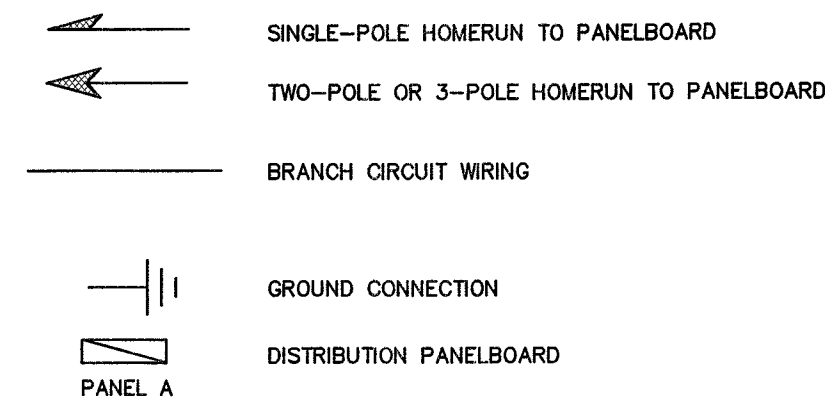 SINGLE-POLE HOMERUN TO PANELBOARD
TWO-POLE OR 3-POLE HOMERUN TO PANELBOARD
BRANCH CIRCUIT WIRING
GROUND CONNECTION
DISTRIBUTION PANELBOARD
PANEL A